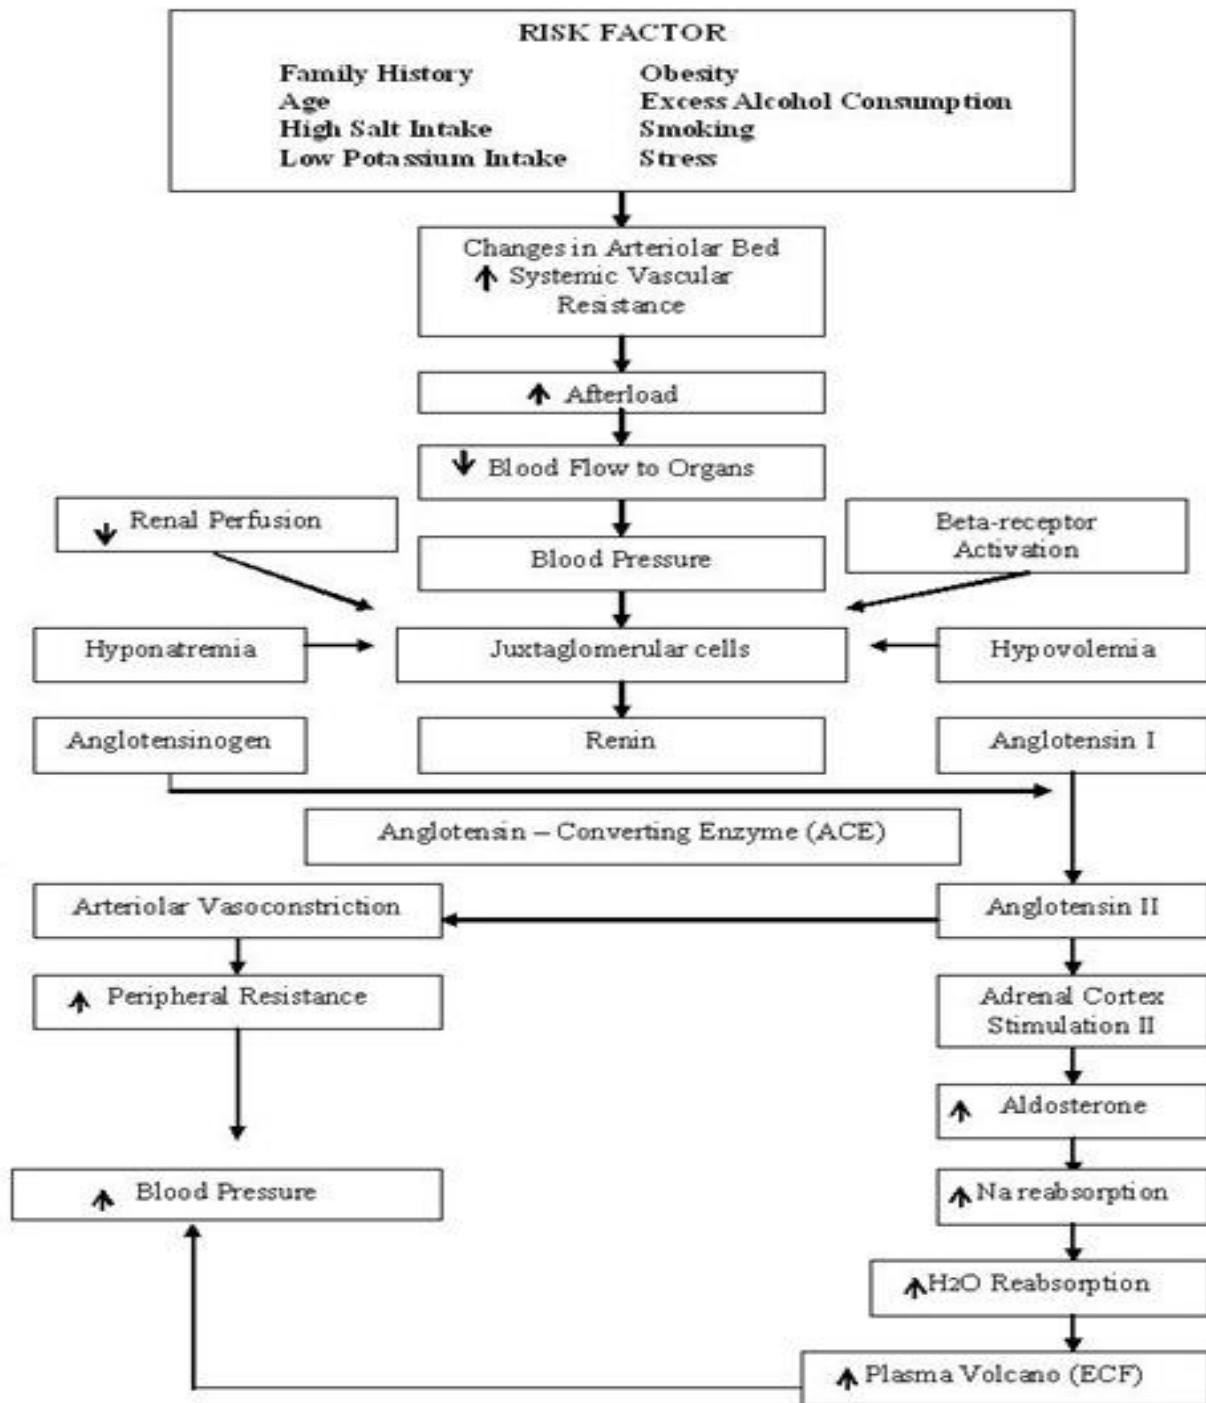 RISK FACTOR
Family History
Age
High Salt Intake
Low Potassium Intake
Obesity
Excess Alcohol Consumption
Smoking
Stress
Changes in Arteriolar Bed
Systemic Vascular
Resistance
Afterload
Blood Flow to Organs
Renal Perfusion
Blood Pressure
Beta-receptor
Activation
Hyponatremia
Juxtaglomerular cells
Hypovolemia
Anglotensinogen
Renin
Anglotensin I
Anglotensin – Converting Enzyme (ACE)
Arteriolar Vasoconstriction
Anglotensin II
Peripheral Resistance
Adrenal Cortex
Stimulation II
Aldosterone
Blood Pressure
Na reabsorption
H2O Reabsorption
Plasma Volcano (ECF)